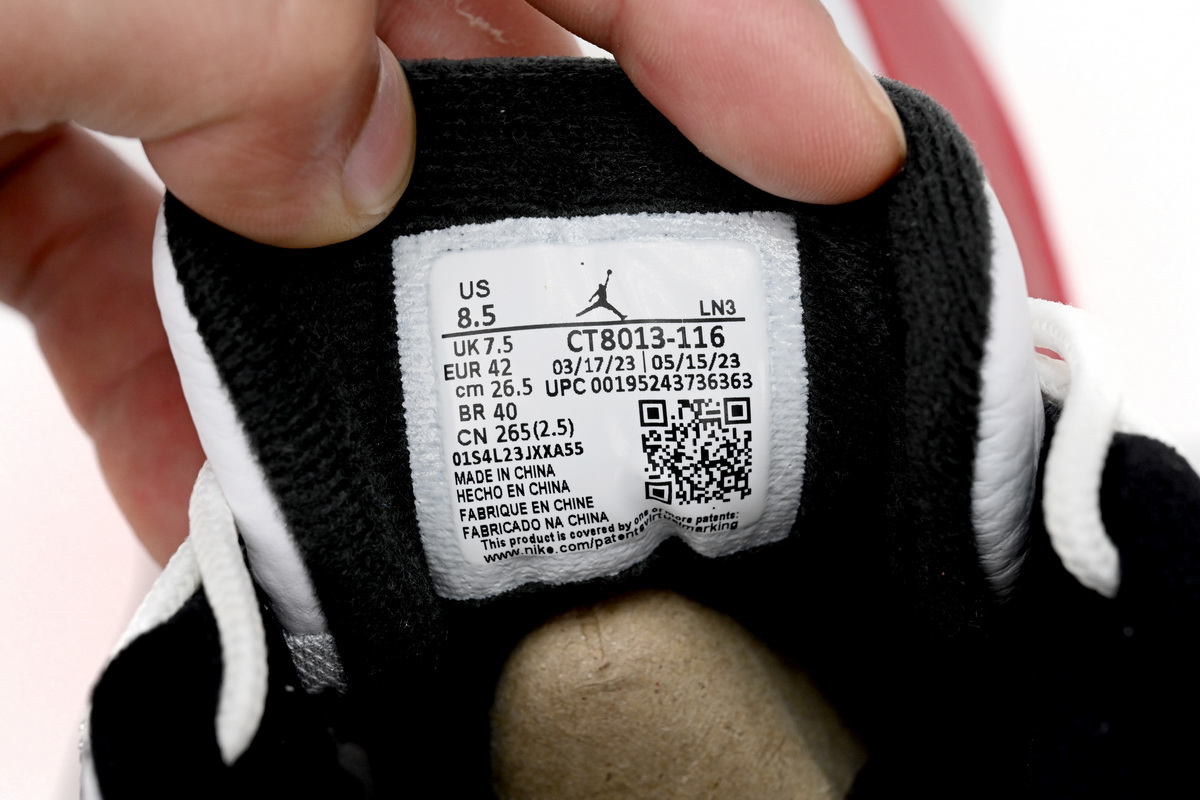 US
8.5
LN3
UK 7.5
CT8013-116
EUR 42
03/17/23 | 05/15/23
cm 26.5
UPC 00195243736363
BR 40
CN 265(2.5)
01S4L23JXXA55
MADE IN CHINA
HECHO EN CHINA
FABRIQUE EN CHINE
FABRICADO NA CHINA
This product is covered by one or more patents:
www.nike.com/patentsvirtualmarking